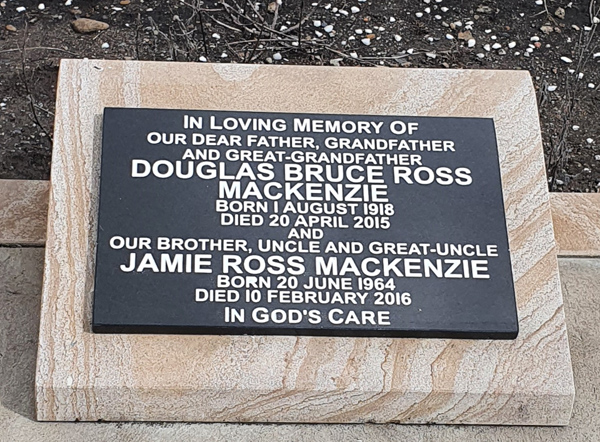 IN LOVING MEMORY OF
OUR DEAR FATHER, GRANDFATHER
AND GREAT-GRANDFATHER
DOUGLAS BRUCE ROSS
MACKENZIE
BORN 1 AUGUST 1918
DIED 20 APRIL 2015
AND
OUR BROTHER, UNCLE AND GREAT-UNCLE
JAMIE ROSS MACKENZIE
BORN 20 JUNE 1964
DIED 10 FEBRUARY 2016
IN GOD'S CARE